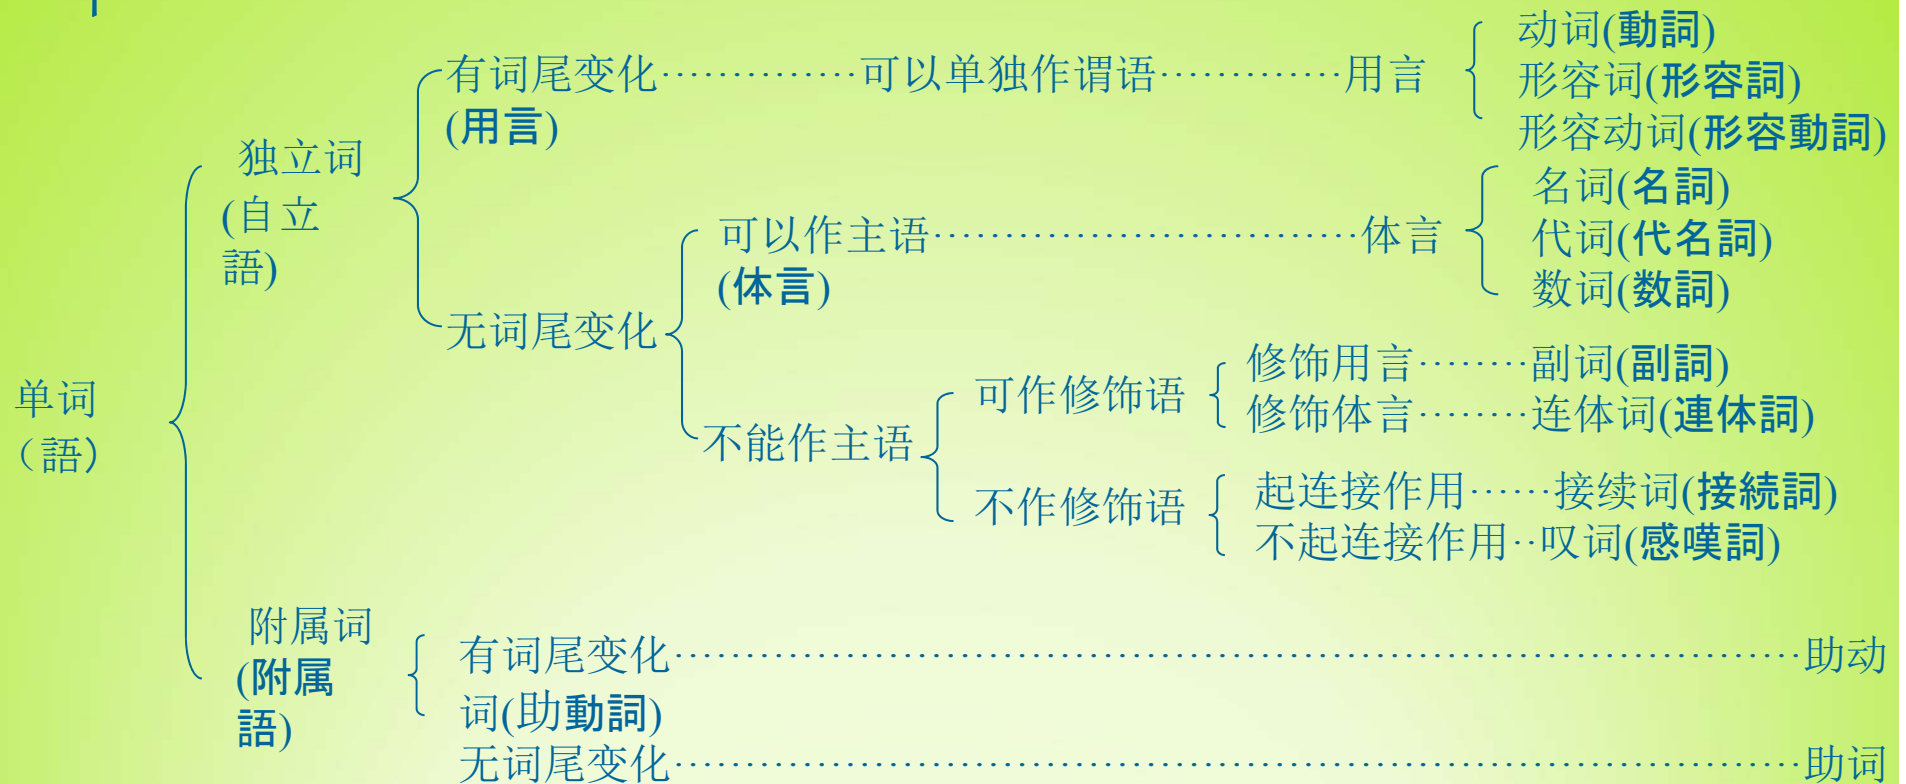 动词(動詞)
有词尾变化··············可以单独作谓语·············用言
形容词(形容詞)
(用言)
形容动词(形容動詞)
独立词
(自立
語)
名词(名詞)
可以作主语······························体言
代词(代名詞)
(体言)
数词(数詞)
无词尾变化
修饰用言········副词(副詞)
可作修饰语
修饰体言········连体词(連体詞)
不能作主语
单词
（語）
起连接作用······接续词(接続詞)
不作修饰语
不起连接作用··叹词(感嘆詞)
附属词
(附属
語)
有词尾变化··············································································助动
词(助動詞)
无词尾变化··············································································助词